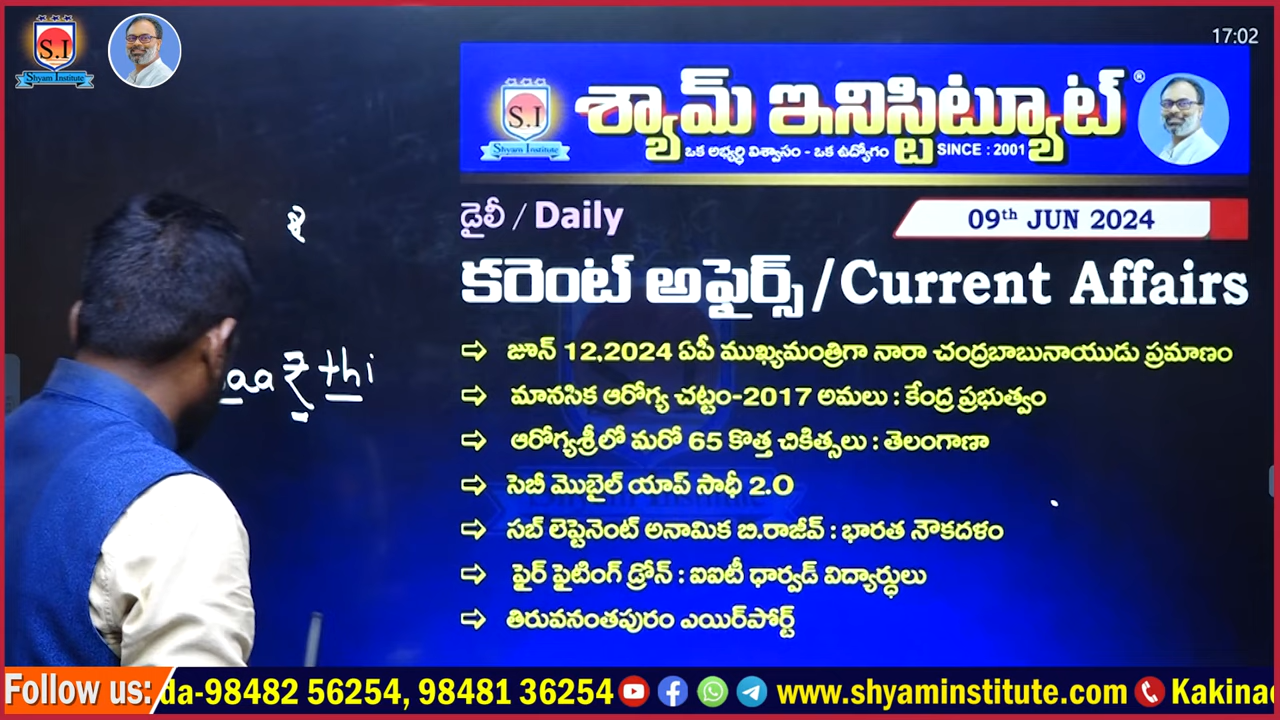 S.I
Shyam Institute
17:02
S.I
Shyam Institute
శ్యామ్ ఇనిస్టిట్యూట్ ®
ఒక అభ్యర్థి విశ్వాసం - ఒక ఉద్యోగం
SINCE : 2001
డైలీ / Daily
09th JUN 2024
కరెంట్ అఫైర్స్/Current Affairs
⇨ జూన్ 12,2024 ఏపీ ముఖ్యమంత్రిగా నారా చంద్రబాబునాయుడు ప్రమాణం
⇨ మానసిక ఆరోగ్య చట్టం-2017 అమలు : కేంద్ర ప్రభుత్వం
⇨ ఆరోగ్యశ్రీలో మరో 65 కొత్త చికిత్సలు : తెలంగాణా
⇨ సెబీ మొబైల్ యాప్ సాథీ 2.0
⇨ సబ్ లెఫ్టెనెంట్ అనామిక బి.రాజీవ్ : భారత నౌకదళం
⇨ ఫైర్ ఫైటింగ్ డ్రోన్ : ఐఐటీ ధార్వడ్ విద్యార్ధులు
⇨ తిరువనంతపురం ఎయిర్‌పోర్ట్
aa₹thi
Follow us: da-98482 56254, 98481 36254 www.shyaminstitute.com Kakinad